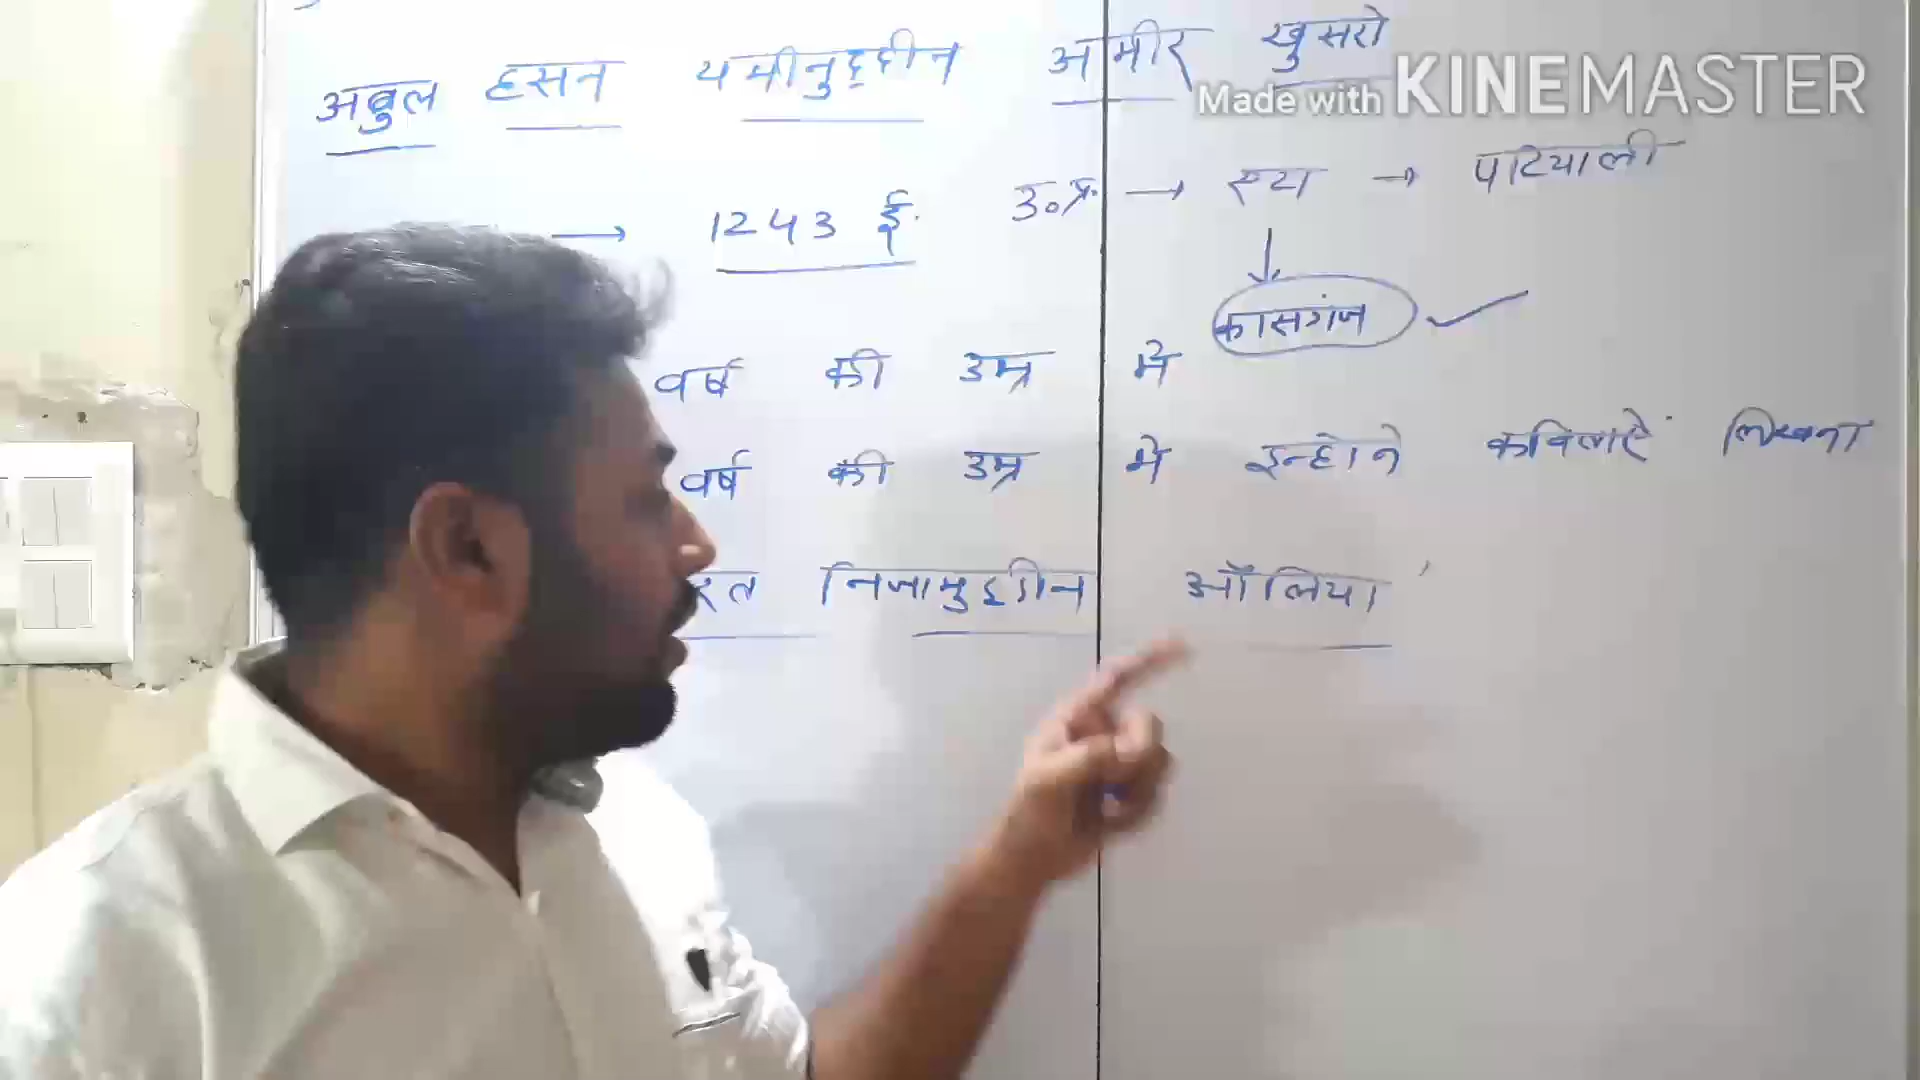 अबुल हसन यमीनुद्दीन अमीर खुसरो
Made with KINEMASTER
→ 1243 ई. उ०प्र० → एटा → पटियाली
↓
कासगंज ✓
वर्ष की उम्र में
वर्ष की उम्र में इन्होंने कविताएँ लिखना
रत निजामुद्दीन औलिया